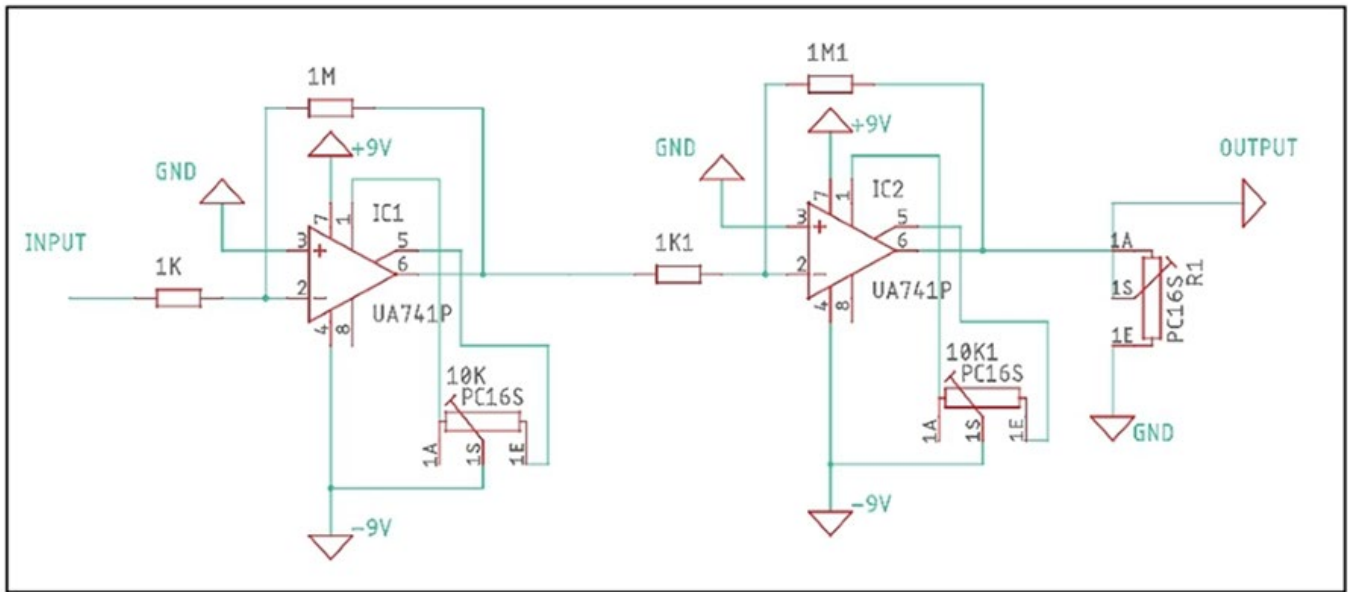 INPUT
1K
GND
1M
+9V
7
1
IC1
3
+
2
-
5
6
UA741P
4
8
10K
PC16S
1A
1S
1E
-9V
1K1
GND
1M1
+9V
7
1
IC2
3
+
2
-
5
6
UA741P
4
8
10K1
PC16S
1A
1S
1E
-9V
OUTPUT
1A
1S
1E
PC16S
R1
GND